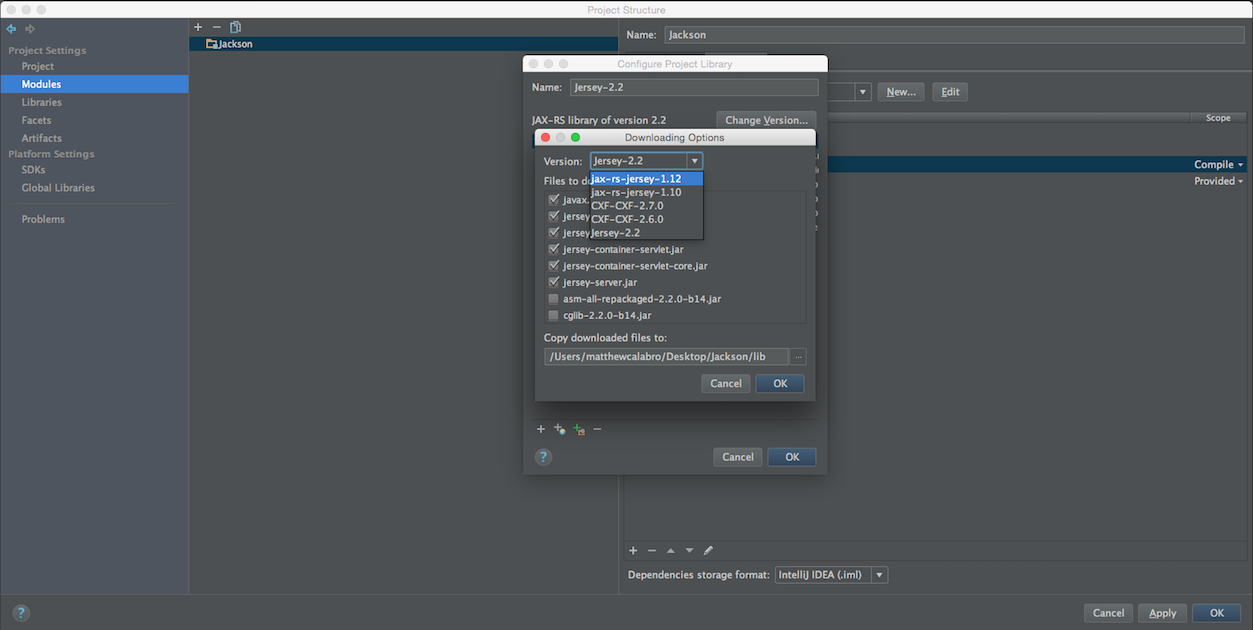 Project Structure
Project Settings
Project
Modules
Libraries
Facets
Artifacts
Platform Settings
SDKs
Global Libraries
Problems
Jackson
Name: Jackson
New... Edit
Scope
Compile
Provided
Configure Project Library
Name: Jersey-2.2
JAX-RS library of version 2.2 Change Version...
Downloading Options
Version: Jersey-2.2
jax-rs-jersey-1.12
jax-rs-jersey-1.10
CXF-CXF-2.7.0
CXF-CXF-2.6.0
Jersey-2.2
Files to do
javax.
jersey
jersey
jersey-container-servlet.jar
jersey-container-servlet-core.jar
jersey-server.jar
asm-all-repackaged-2.2.0-b14.jar
cglib-2.2.0-b14.jar
Copy downloaded files to:
/Users/matthewcalabro/Desktop/Jackson/lib ...
Cancel OK
? Cancel OK
Dependencies storage format: IntelliJ IDEA (.iml)
? Cancel Apply OK